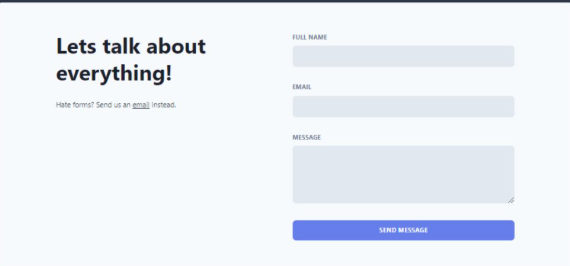 Lets talk about
everything!
Hate forms? Send us an email instead.
FULL NAME
EMAIL
MESSAGE
SEND MESSAGE